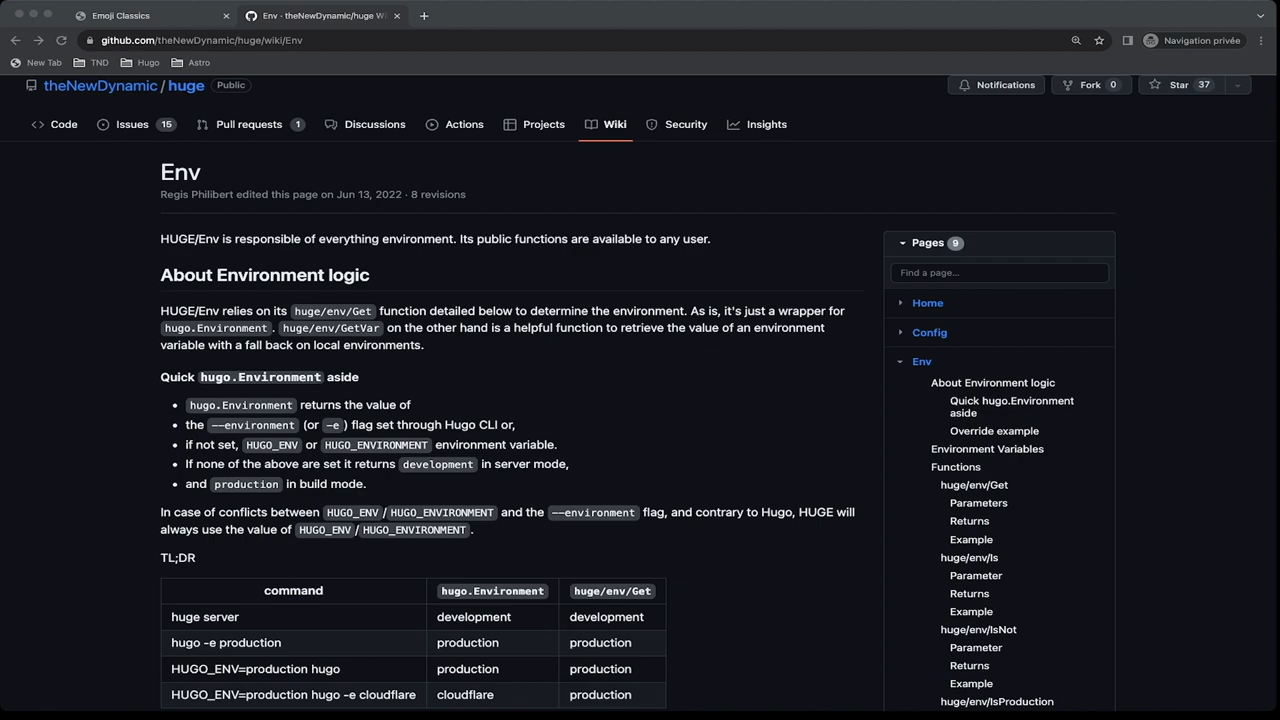 Emoji Classics
Env · theNewDynamic/huge Wi
github.com/theNewDynamic/huge/wiki/Env
Navigation privée
New Tab TND Hugo Astro
theNewDynamic / huge Public
Notifications Fork 0 Star 37
Code Issues 15 Pull requests 1 Discussions Actions Projects Wiki Security Insights
Env
Regis Philibert edited this page on Jun 13, 2022 · 8 revisions
HUGE/Env is responsible of everything environment. Its public functions are available to any user.
About Environment logic
HUGE/Env relies on its huge/env/Get function detailed below to determine the environment. As is, it's just a wrapper for
hugo.Environment. huge/env/GetVar on the other hand is a helpful function to retrieve the value of an environment
variable with a fall back on local environments.
Quick hugo.Environment aside
• hugo.Environment returns the value of
• the --environment (or -e) flag set through Hugo CLI or,
• if not set, HUGO_ENV or HUGO_ENVIRONMENT environment variable.
• If none of the above are set it returns development in server mode,
• and production in build mode.
In case of conflicts between HUGO_ENV/HUGO_ENVIRONMENT and the --environment flag, and contrary to Hugo, HUGE will
always use the value of HUGO_ENV/HUGO_ENVIRONMENT.
TL;DR
command hugo.Environment huge/env/Get
huge server development development
hugo -e production production production
HUGO_ENV=production hugo production production
HUGO_ENV=production hugo -e cloudflare cloudflare production
Pages 9
Find a page...
Home
Config
Env
About Environment logic
Quick hugo.Environment
aside
Override example
Environment Variables
Functions
huge/env/Get
Parameters
Returns
Example
huge/env/Is
Parameter
Returns
Example
huge/env/IsNot
Parameter
Returns
Example
huge/env/IsProduction